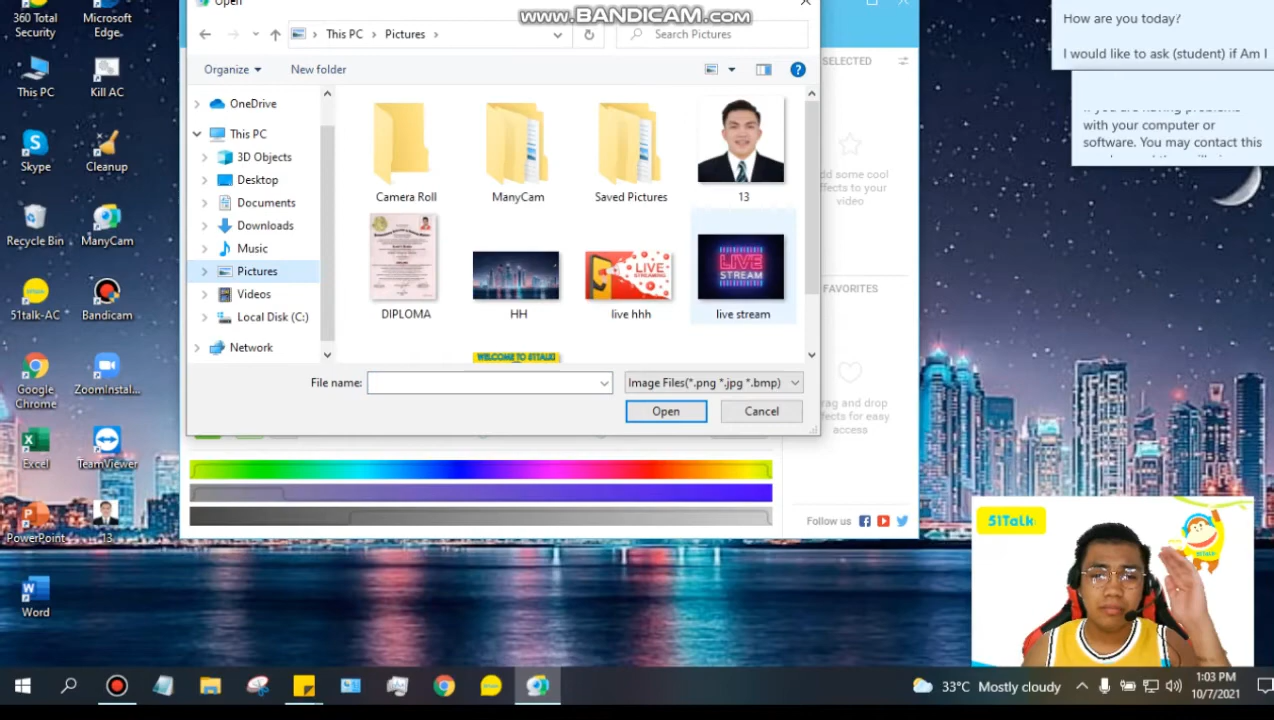 360 Total
Security
Microsoft
Edge
This PC
Kill AC
Skype
Cleanup
Recycle Bin
ManyCam
51talk-AC
Bandicam
Google
Chrome
ZoomInstal...
Excel
TeamViewer
PowerPoint
13
Word
Open
www.BANDICAM.com
This PC
Pictures
Search Pictures
Organize
New folder
OneDrive
This PC
3D Objects
Desktop
Documents
Downloads
Music
Pictures
Videos
Local Disk (C:)
Network
Camera Roll
ManyCam
Saved Pictures
13
DIPLOMA
HH
LIVE
STREAMING
live hhh
LIVE
STREAM
live stream
WELCOME TO 51TALK!
File name:
Image Files(*.png *.jpg *.bmp)
Open
Cancel
SELECTED
dd some cool
ffects to your
video
FAVORITES
rag and drop
ffects for easy
access
Follow us
How are you today?
I would like to ask (student) if Am I
If you are having problems
with your computer or
software. You may contact this
51Talk
33°C Mostly cloudy
1:03 PM
10/7/2021